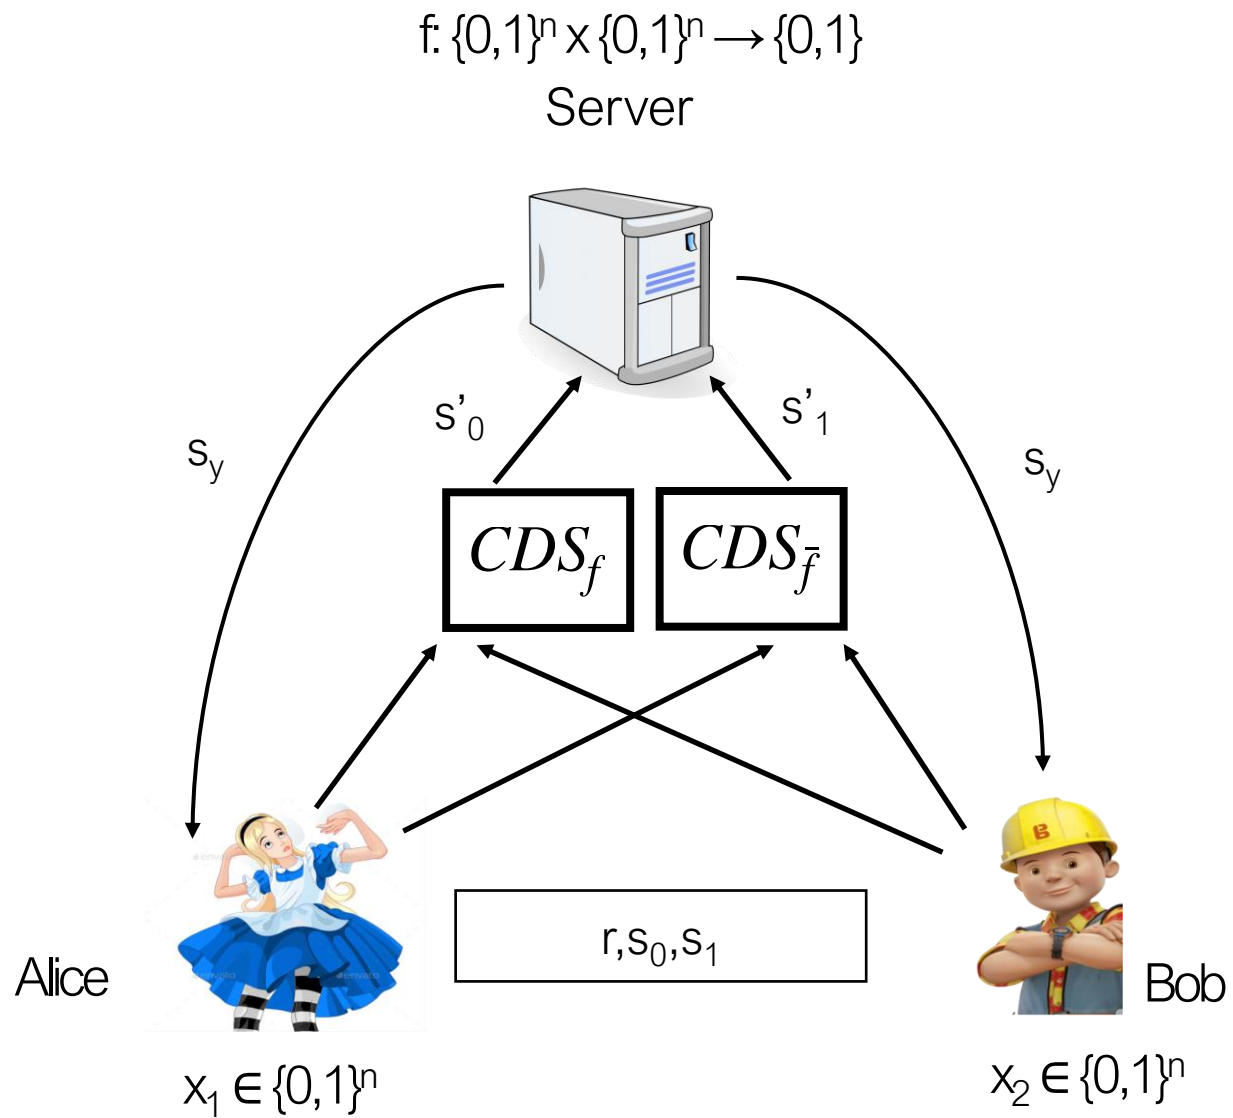 f: {0,1}ⁿ x {0,1}ⁿ → {0,1}
Server
s'₀
s'₁
s_y
s_y
CDS_f
CDS_f̄
r,s₀,s₁
Alice
Bob
x₁ ∈ {0,1}ⁿ
x₂ ∈ {0,1}ⁿ